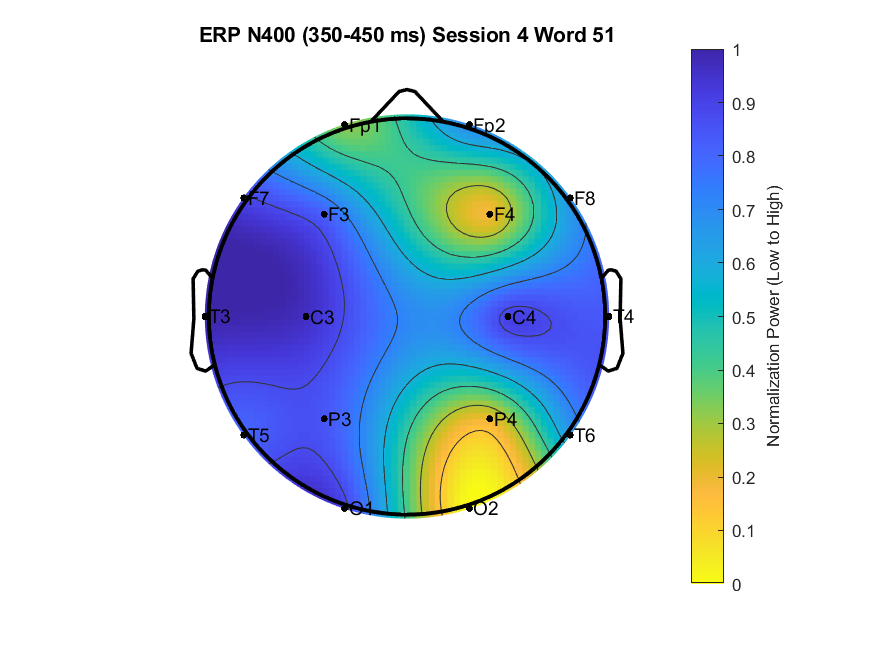 ERP N400 (350-450 ms) Session 4 Word 51
Fp1 Fp2
F7 F3 F4 F8
T3 C3 C4 T4
T5 P3 P4 T6
O1 O2
1
0.9
0.8
0.7
0.6
0.5
0.4
0.3
0.2
0.1
0
Normalization Power (Low to High)